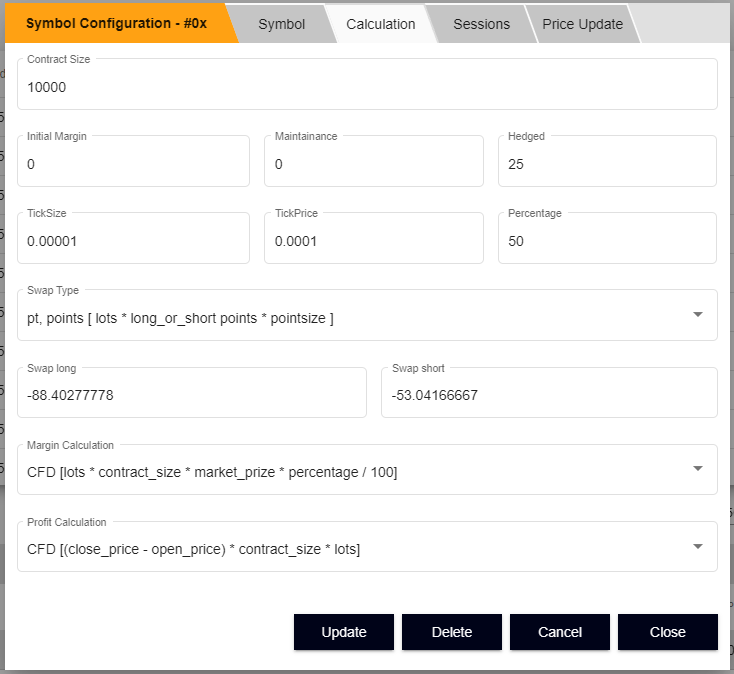 Symbol Configuration - #0x
Symbol
Calculation
Sessions
Price Update
Contract Size
10000
Initial Margin
Maintainance
Hedged
0
0
25
TickSize
TickPrice
Percentage
0.00001
0.0001
50
Swap Type
pt, points [ lots * long_or_short points * pointsize ]
Swap long
Swap short
-88.40277778
-53.04166667
Margin Calculation
CFD [lots * contract_size * market_prize * percentage / 100]
Profit Calculation
CFD [(close_price - open_price) * contract_size * lots]
Update
Delete
Cancel
Close